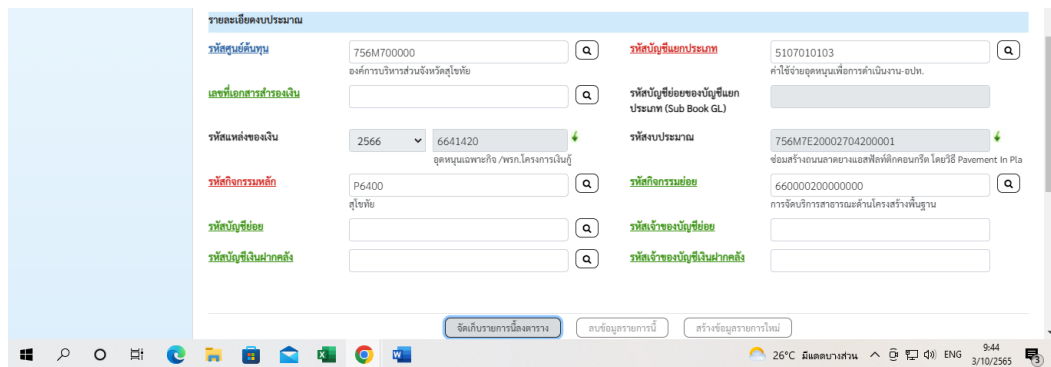 รายละเอียดงบประมาณ
รหัสศูนย์ต้นทุน 756M700000 รหัสบัญชีแยกประเภท 5107010103
องค์การบริหารส่วนจังหวัดสุโขทัย ค่าใช้จ่ายอุดหนุนเพื่อการดำเนินงาน-อปท.
เลขที่เอกสารสำรองเงิน รหัสบัญชีย่อยของบัญชีแยก
ประเภท (Sub Book GL)
รหัสแหล่งของเงิน 2566 6641420 รหัสงบประมาณ 756M7E20002704200001
อุดหนุนเฉพาะกิจ /พรก.โครงการเงินกู้ ซ่อมสร้างถนนลาดยางแอสฟัลท์ติกคอนกรีต โดยวิธี Pavement In Pla
รหัสกิจกรรมหลัก P6400 รหัสกิจกรรมย่อย 660000200000000
สุโขทัย การจัดบริการสาธารณะด้านโครงสร้างพื้นฐาน
รหัสบัญชีย่อย รหัสเจ้าของบัญชีย่อย
รหัสบัญชีเงินฝากคลัง รหัสเจ้าของบัญชีเงินฝากคลัง
จัดเก็บรายการนี้ลงตาราง ลบข้อมูลรายการนี้ สร้างข้อมูลรายการใหม่
26°C มีแดดบางส่วน ENG 9:44
3/10/2565 3